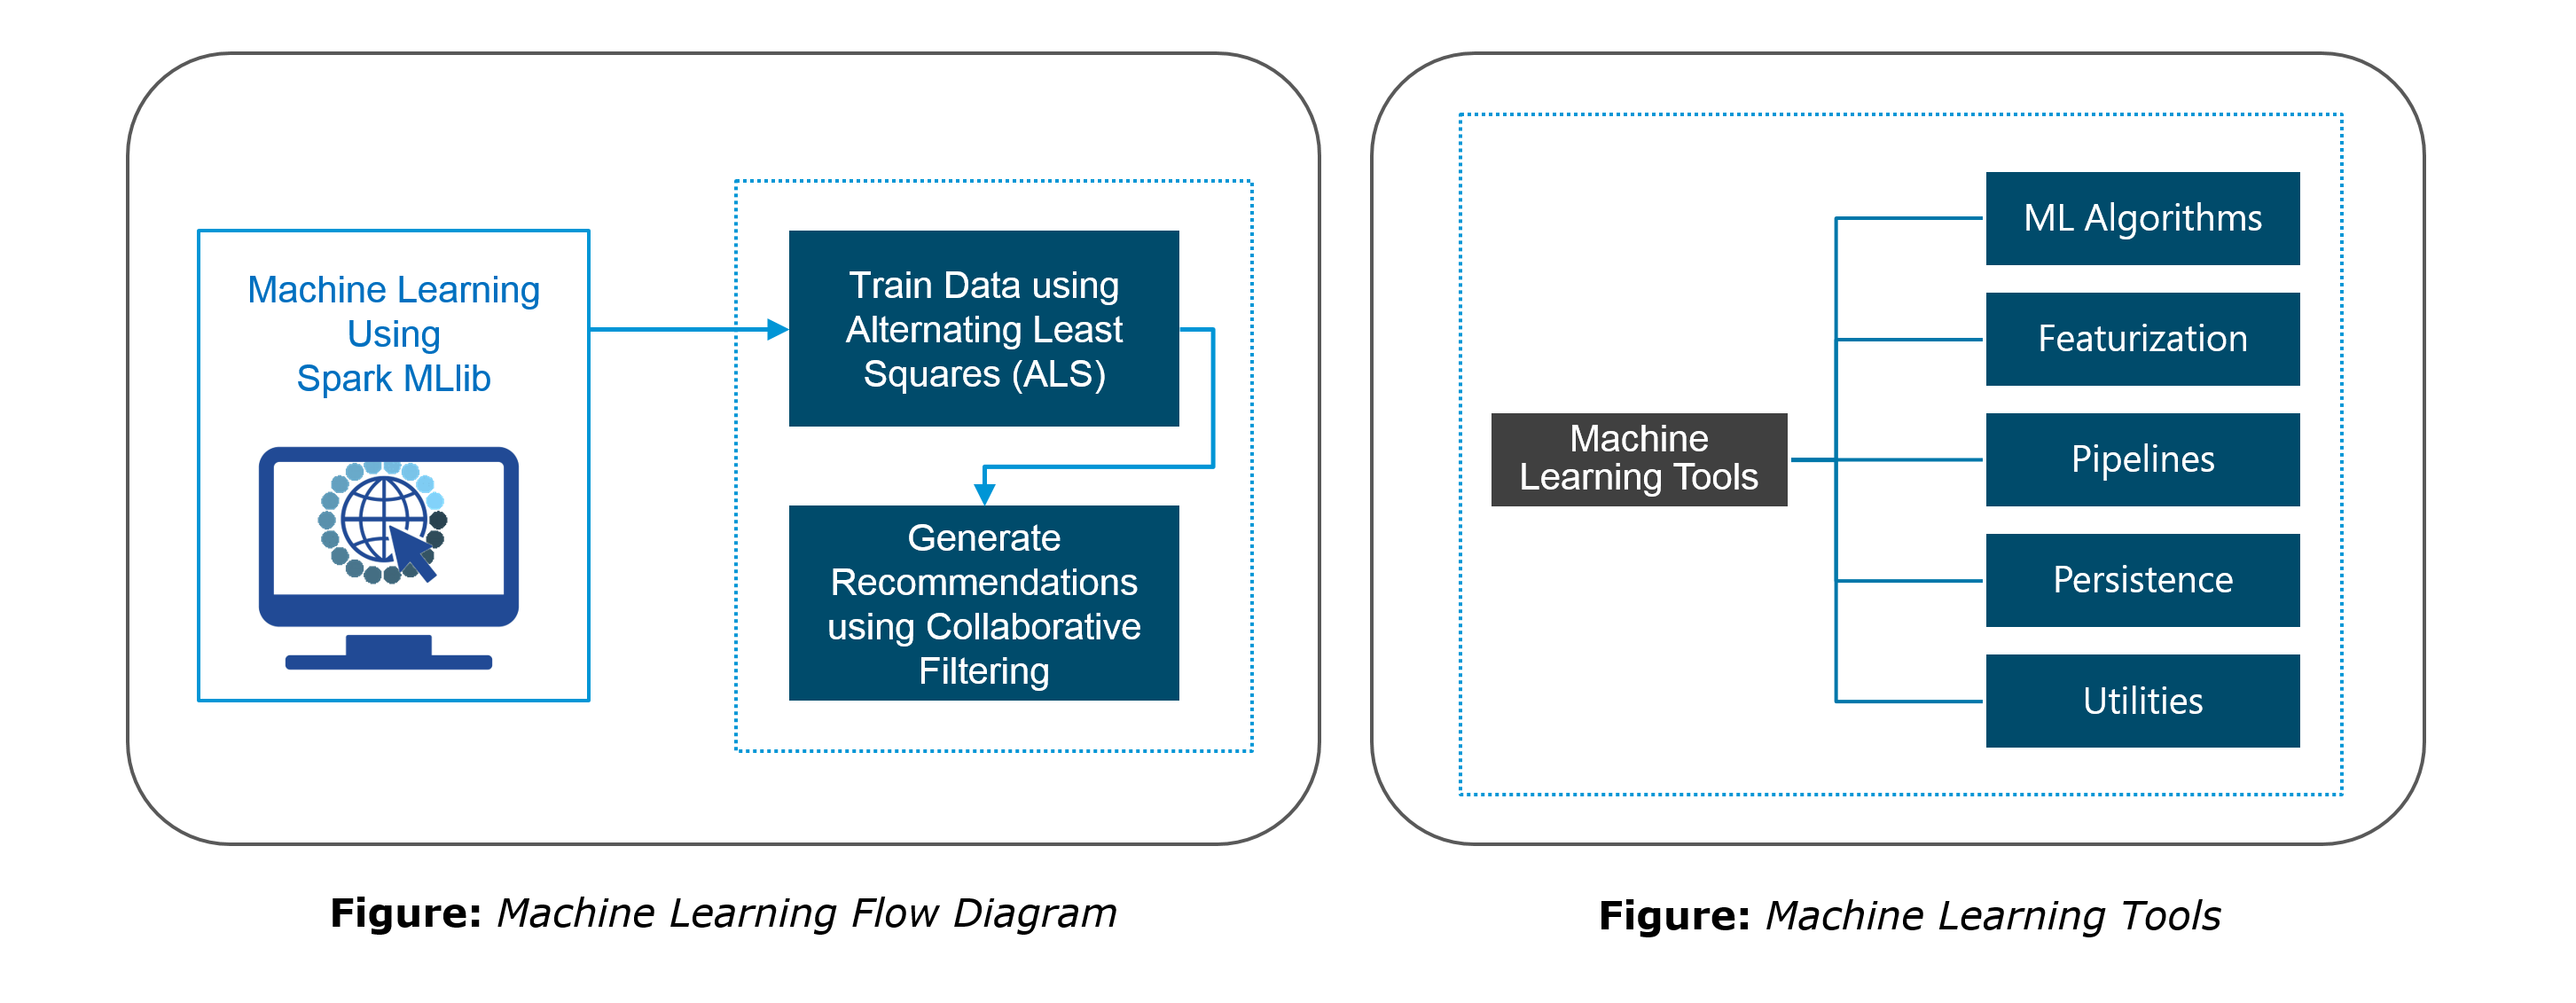 Machine Learning
Using
Spark MLlib
Train Data using
Alternating Least
Squares (ALS)
Generate
Recommendations
using Collaborative
Filtering
Figure: Machine Learning Flow Diagram
Machine
Learning Tools
ML Algorithms
Featurization
Pipelines
Persistence
Utilities
Figure: Machine Learning Tools